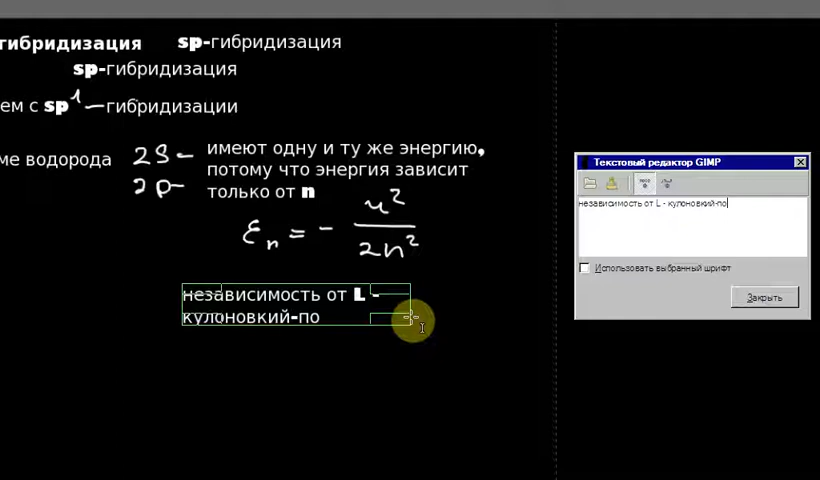 гибридизация sp-гибридизация
sp-гибридизация
ем с sp¹-гибридизации
ме водорода 2S - имеют одну и ту же энергию,
потому что энергия зависит
2p - только от n
εₙ = - x² / 2n²
независимость от L -
кулоновкий-по
Текстовый редактор GIMP
независимость от L - кулоновкий-по
Использовать выбранный шрифт
Закрыть